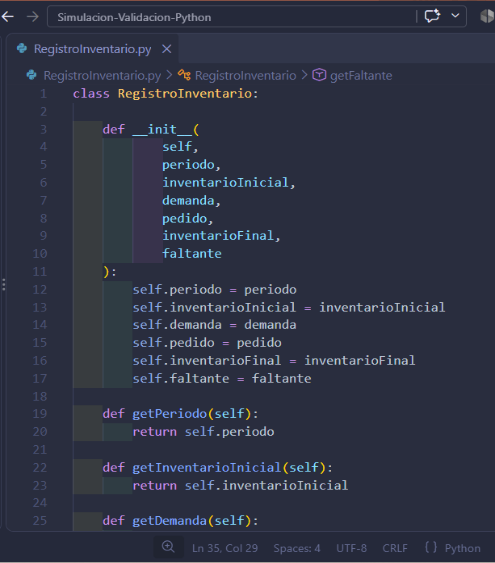 Simulacion-Validacion-Python
RegistroInventario.py
RegistroInventario.py > RegistroInventario > getFaltante
1 class RegistroInventario:
2
3     def __init__(
4             self,
5             periodo,
6             inventarioInicial,
7             demanda,
8             pedido,
9             inventarioFinal,
10             faltante
11     ):
12         self.periodo = periodo
13         self.inventarioInicial = inventarioInicial
14         self.demanda = demanda
15         self.pedido = pedido
16         self.inventarioFinal = inventarioFinal
17         self.faltante = faltante
18
19     def getPeriodo(self):
20         return self.periodo
21
22     def getInventarioInicial(self):
23         return self.inventarioInicial
24
25     def getDemanda(self):
Ln 35, Col 29 Spaces: 4 UTF-8 CRLF {} Python